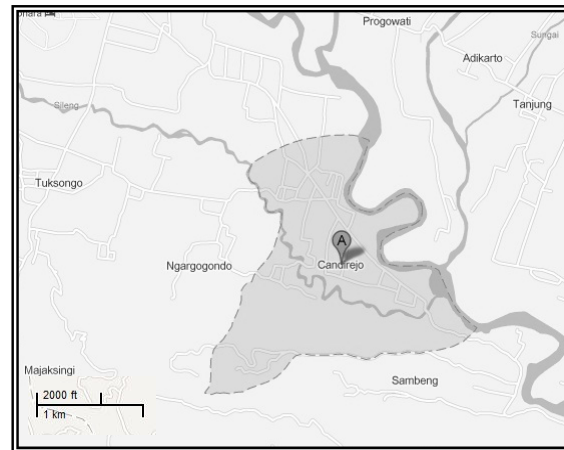 Progowati
Sungai
Adikarto
Tanjung
Sileng
Tuksongo
A
Ngargogondo
Candirejo
Majaksingi
Sambeng
2000 ft
1 km